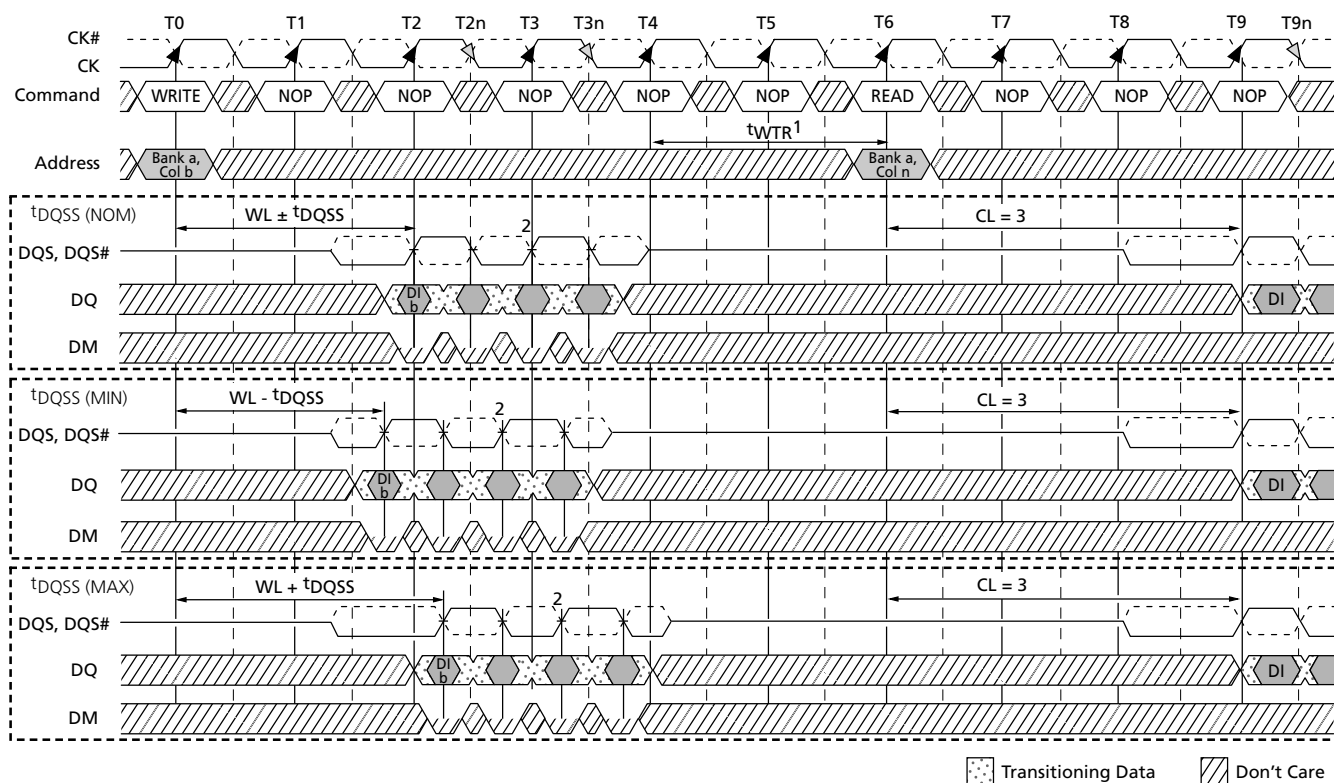 T0 T1 T2 T2n T3 T3n T4 T5 T6 T7 T8 T9 T9n
CK#
CK
Command WRITE NOP NOP NOP NOP NOP READ NOP NOP NOP
tWTR1
Address Bank a, Col b Bank a, Col n
tDQSS (NOM) WL ± tDQSS CL = 3
2
DQS, DQS#
DQ DI b DI
DM
tDQSS (MIN) WL - tDQSS CL = 3
2
DQS, DQS#
DQ DI b DI
DM
tDQSS (MAX) WL + tDQSS CL = 3
2
DQS, DQS#
DQ DI b DI
DM
Transitioning Data Don't Care